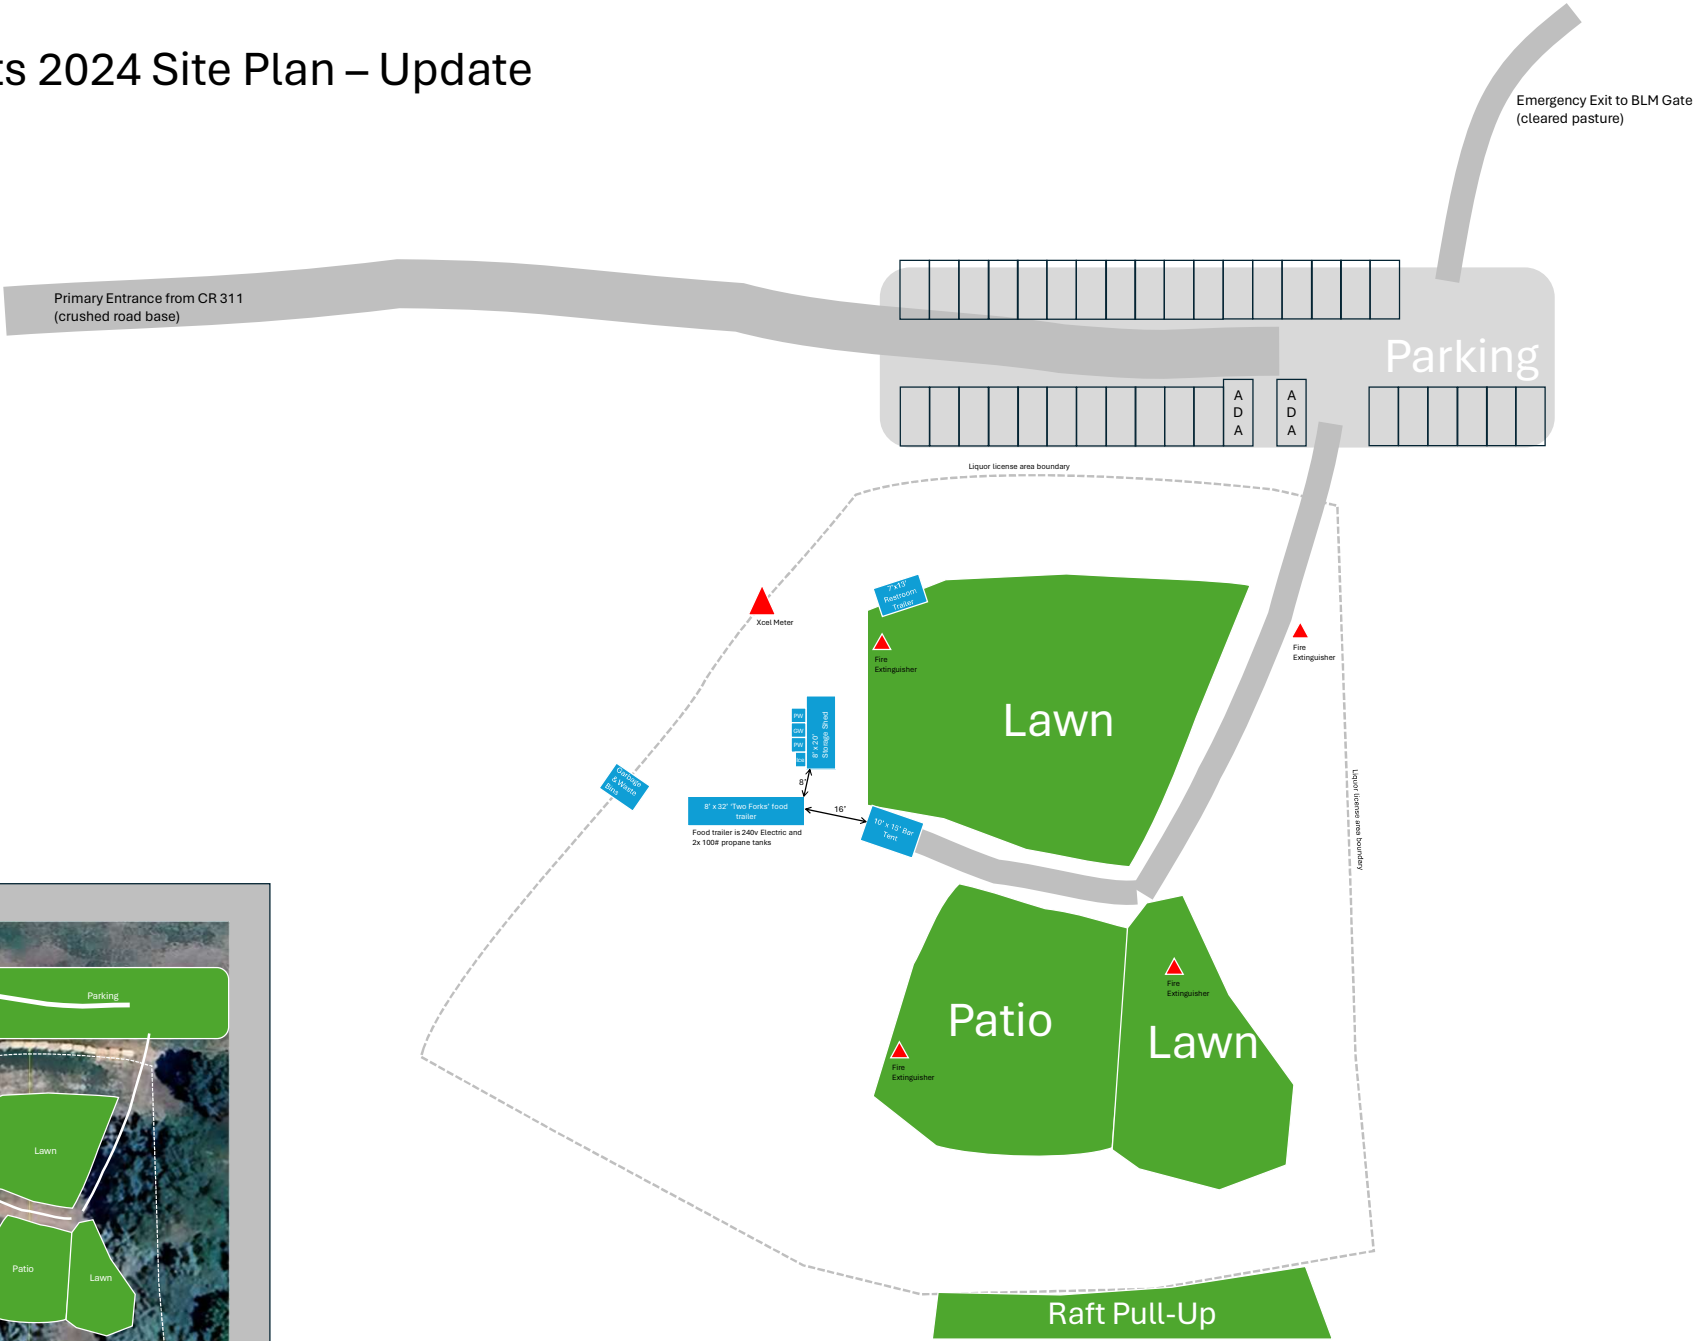 ts 2024 Site Plan – Update
Emergency Exit to BLM Gate
(cleared pasture)
Primary Entrance from CR 311
(crushed road base)
Parking
A
D
A
A
D
A
Liquor license area boundary
7'x13'
Restroom
Trailer
Xcel Meter
Fire
Extinguisher
Fire
Extinguisher
Lawn
PW
GW
PW
Ice
8' x 20'
Storage Shed
8'
Garbage
& Waste
Bins
8' x 32' 'Two Forks' food
trailer
16'
10' x 15' Bar
Tent
Food trailer is 240v Electric and
2x 100# propane tanks
Liquor license area boundary
Patio
Fire
Extinguisher
Lawn
Fire
Extinguisher
Raft Pull-Up
Parking
Lawn
Patio
Lawn